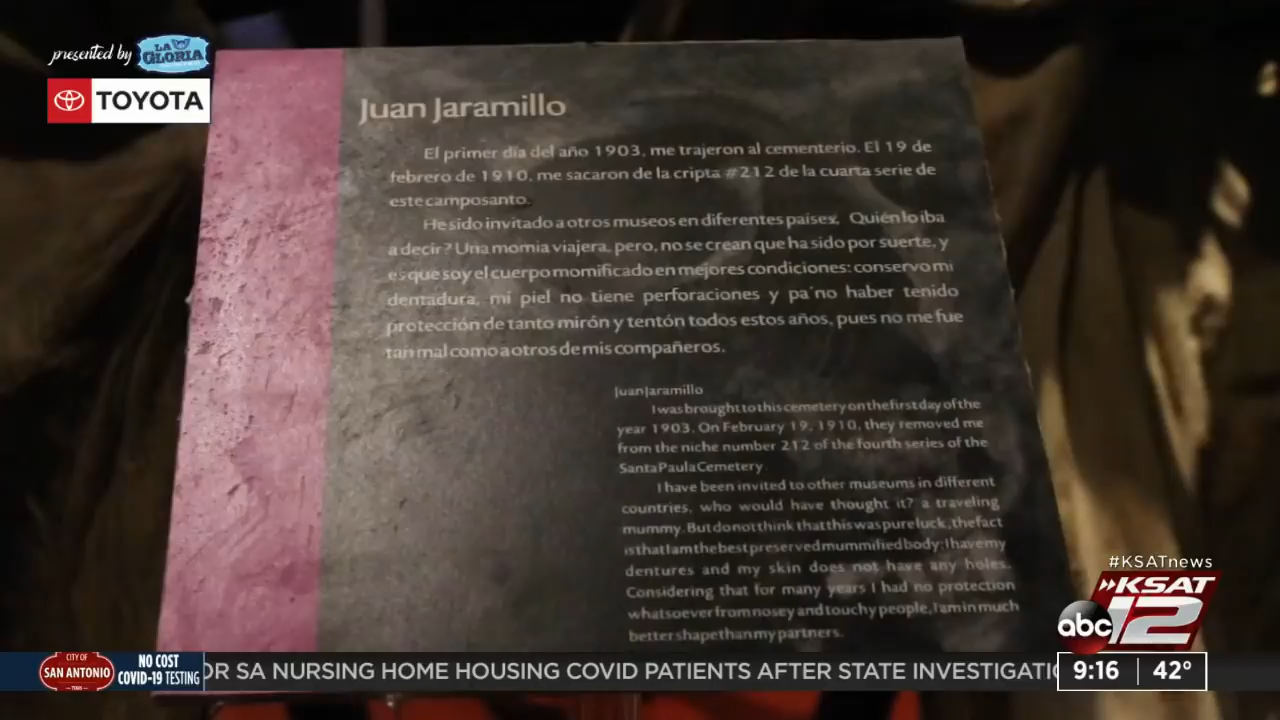 presented by LA GLORIA
TOYOTA
Juan Jaramillo
El primer día del año 1903, me trajeron al cementerio. El 19 de
febrero de 1910, me sacaron de la cripta #212 de la cuarta serie de
este camposanto.
He sido invitado a otros museos en diferentes países. Quién lo iba
a decir? Una momia viajera, pero, no se crean que ha sido por suerte, y
es que soy el cuerpo momificado en mejores condiciones: conservo mi
dentadura, mi piel no tiene perforaciones y pa'no haber tenido
protección de tanto mirón y tentón todos estos años, pues no me fue
tan mal como a otros de mis compañeros.
Juan Jaramillo
I was brought to this cemetery on the first day of the
year 1903. On February 19, 1910, they removed me
from the niche number 212 of the fourth series of the
Santa Paula Cemetery.
I have been invited to other museums in different
countries, who would have thought it? a traveling
mummy. But do not think that this was pure luck, the fact
is that I am the best preserved mummified body: I have my
dentures and my skin does not have any holes.
Considering that for many years I had no protection
whatsoever from nosey and touchy people, I am in much
better shape than my partners.
#KSATnews
KSAT
abc 12
CITY OF
SAN ANTONIO
TEXAS
NO COST
COVID-19 TESTING
OR SA NURSING HOME HOUSING COVID PATIENTS AFTER STATE INVESTIGATIO
9:16 42°